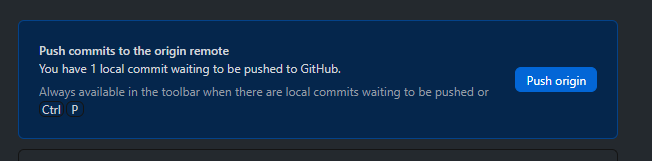 Push commits to the origin remote
You have 1 local commit waiting to be pushed to GitHub.
Always available in the toolbar when there are local commits waiting to be pushed or
Ctrl P
Push origin